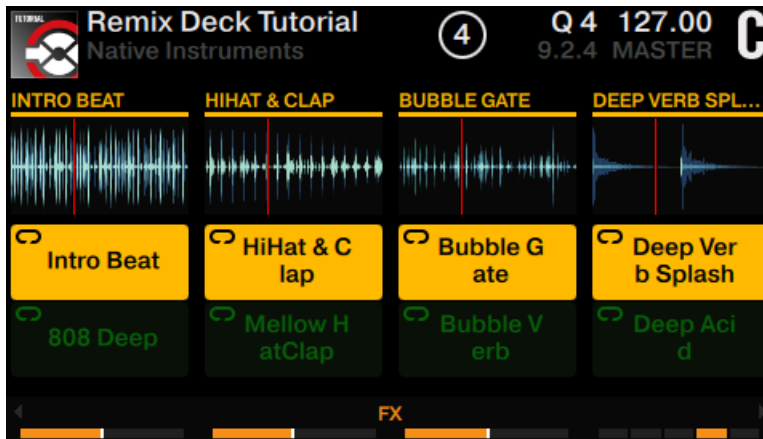 TUTORIAL
Remix Deck Tutorial
Native Instruments
4
Q 4 127.00
9.2.4 MASTER
C
INTRO BEAT
HIHAT & CLAP
BUBBLE GATE
DEEP VERB SPL...
Intro Beat
HiHat & C
lap
Bubble G
ate
Deep Ver
b Splash
808 Deep
Mellow H
atClap
Bubble V
erb
Deep Aci
d
FX